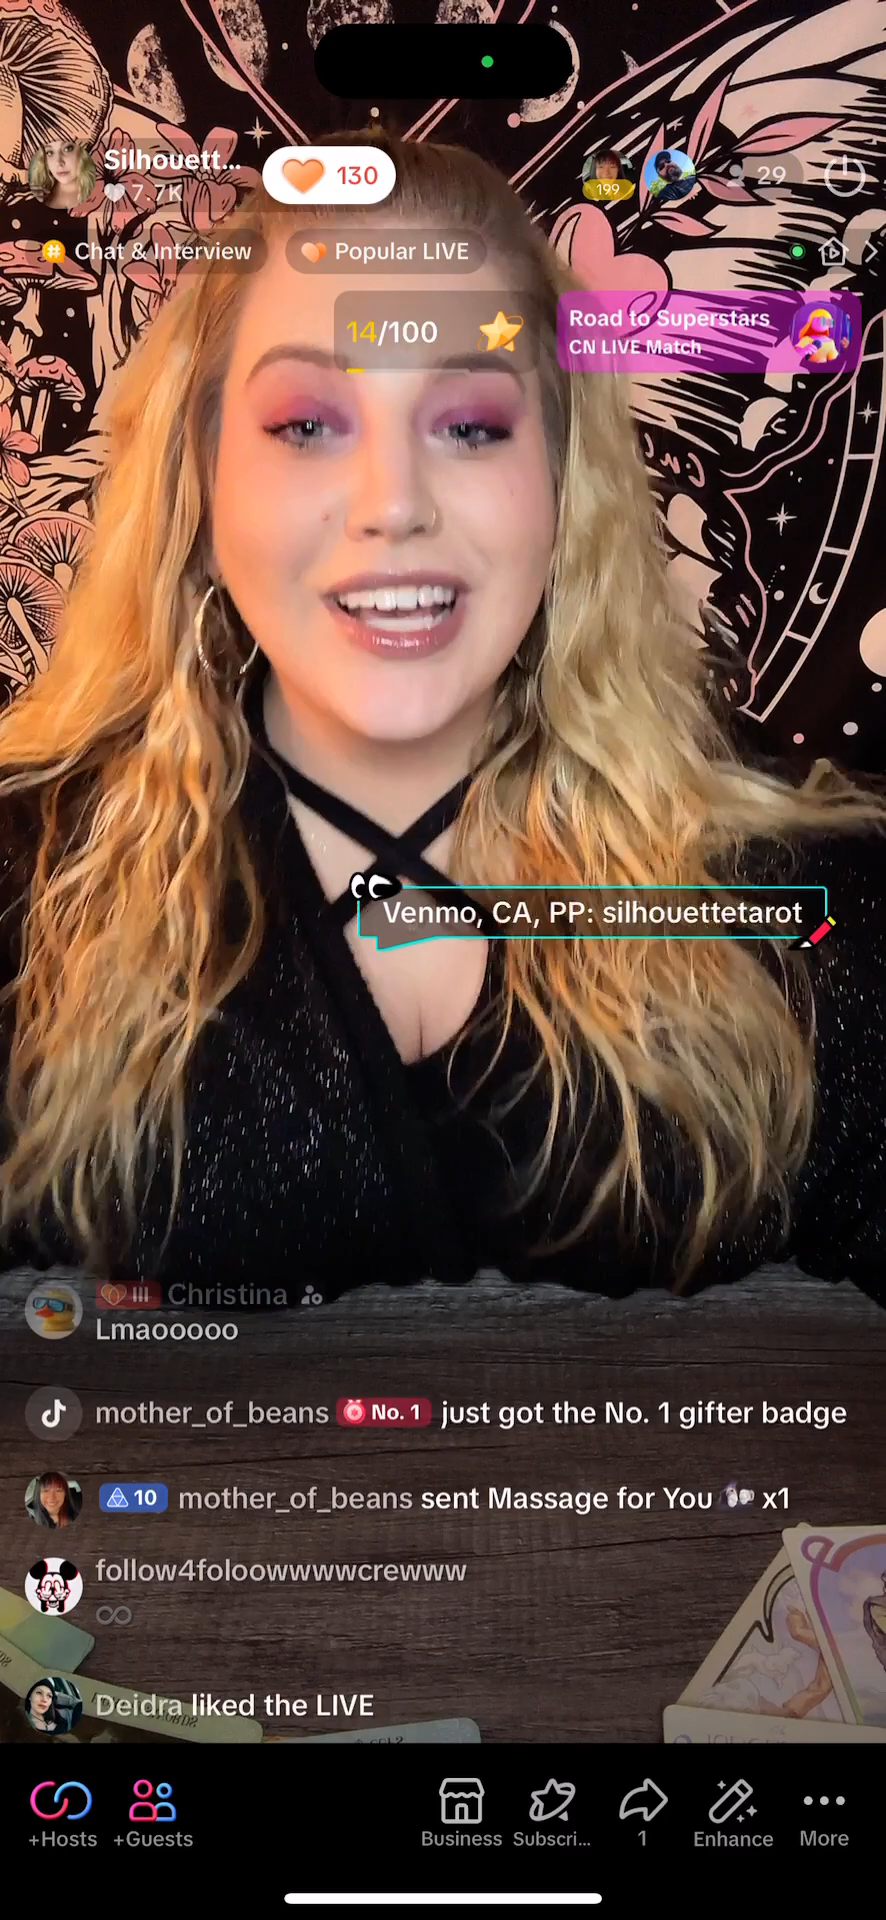 Silhouett...
7.7K
130
199
29
Chat & Interview
Popular LIVE
14/100
Road to Superstars
CN LIVE Match
Venmo, CA, PP: silhouettetarot
III Christina
Lmaooooo
mother_of_beans No. 1 just got the No. 1 gifter badge
10 mother_of_beans sent Massage for You x1
follow4foloowwwwcrewww
∞
Deidra liked the LIVE
+Hosts
+Guests
Business
Subscri...
1
Enhance
More